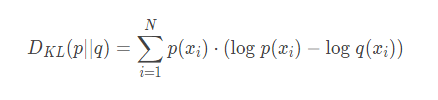 $D_{KL}(p||q) = \sum_{i=1}^{N} p(x_i) \cdot (\log p(x_i) - \log q(x_i))$